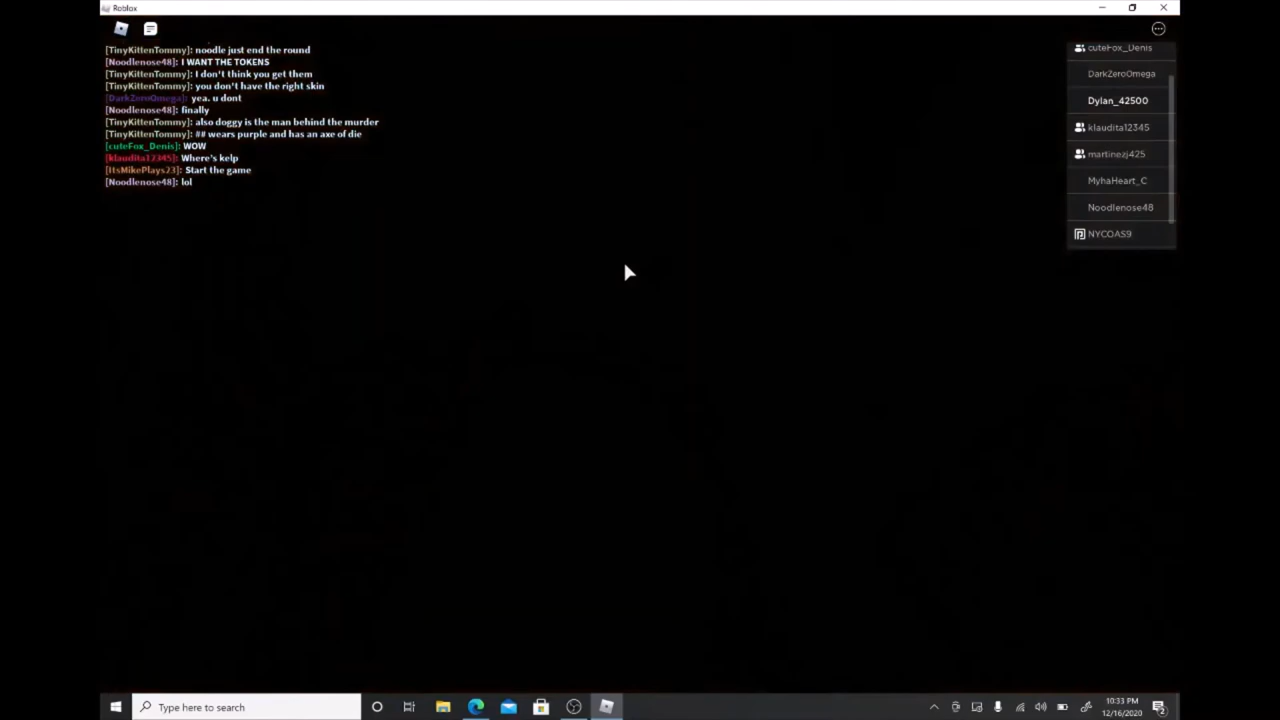 Roblox
[TinyKittenTommy]: noodle just end the round
[Noodlenose48]: I WANT THE TOKENS
[TinyKittenTommy]: I don't think you get them
[TinyKittenTommy]: you don't have the right skin
[DarkZeroOmega]: yea. u dont
[Noodlenose48]: finally
[TinyKittenTommy]: also doggy is the man behind the murder
[TinyKittenTommy]: ## wears purple and has an axe of die
[cuteFox_Denis]: WOW
[klaudita12345]: Where's kelp
[ItsMikePlays23]: Start the game
[Noodlenose48]: lol
cuteFox_Denis
DarkZeroOmega
Dylan_42500
klaudita12345
martinezj425
MyhaHeart_C
Noodlenose48
NYCOAS9
Type here to search
10:33 PM
12/16/2020
2